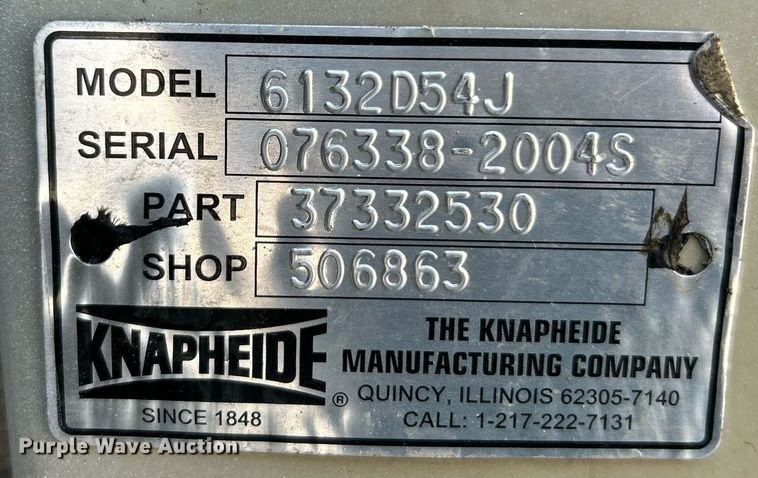 MODEL 6132D54J
SERIAL 076338-2004S
PART 37332530
SHOP 506863
KNAPHEIDE ®
SINCE 1848
THE KNAPHEIDE
MANUFACTURING COMPANY
QUINCY, ILLINOIS 62305-7140
CALL: 1-217-222-7131
Purple Wave Auction